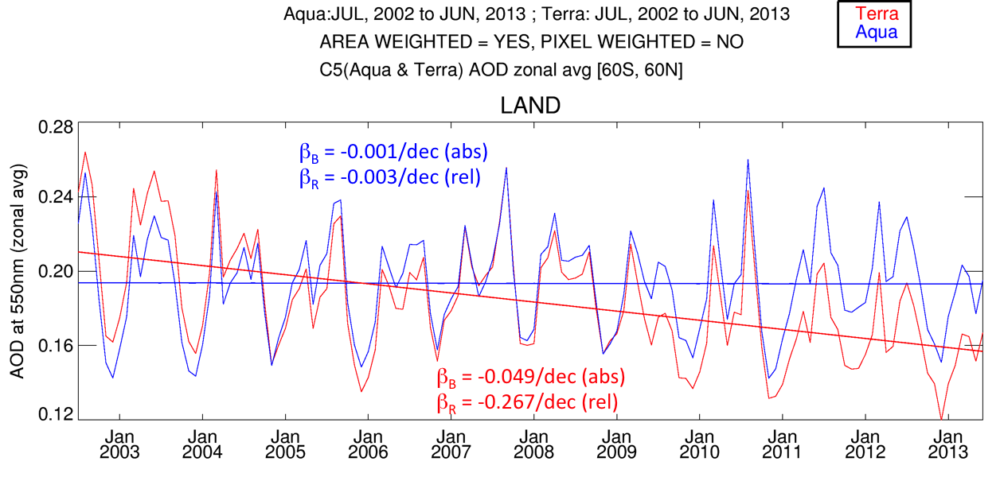 Aqua:JUL, 2002 to JUN, 2013 ; Terra: JUL, 2002 to JUN, 2013
Terra
Aqua
AREA WEIGHTED = YES, PIXEL WEIGHTED = NO
C5(Aqua & Terra) AOD zonal avg [60S, 60N]
LAND
AOD at 550nm (zonal avg)
0.28
0.24
0.20
0.16
0.12
βB = -0.001/dec (abs)
βR = -0.003/dec (rel)
βB = -0.049/dec (abs)
βR = -0.267/dec (rel)
Jan Jan Jan Jan Jan Jan Jan Jan Jan Jan Jan
2003 2004 2005 2006 2007 2008 2009 2010 2011 2012 2013